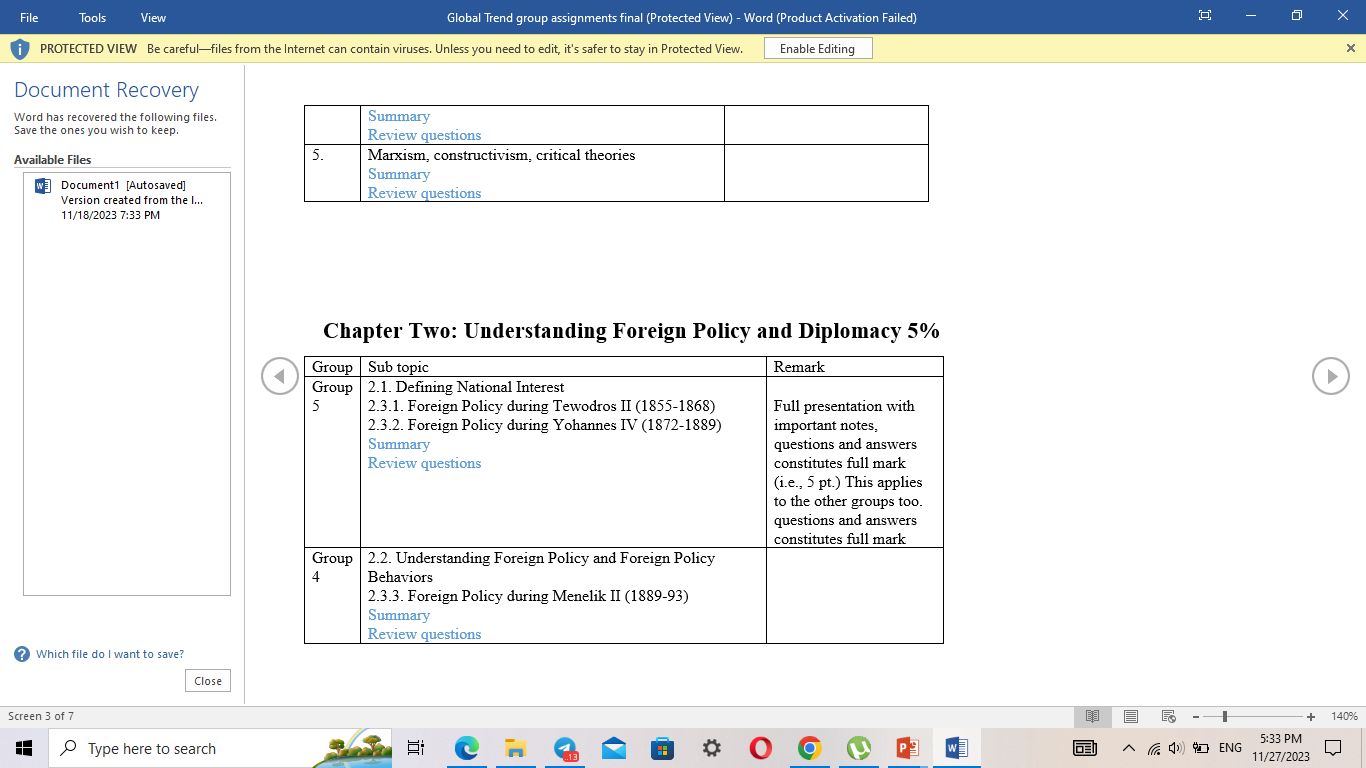 File Tools View Global Trend group assignments final (Protected View) - Word (Product Activation Failed)
PROTECTED VIEW Be careful—files from the Internet can contain viruses. Unless you need to edit, it's safer to stay in Protected View. Enable Editing
Document Recovery
Word has recovered the following files.
Save the ones you wish to keep.
Available Files
Document1 [Autosaved]
Version created from the l...
11/18/2023 7:33 PM
Which file do I want to save?
Close
Summary
Review questions
5. Marxism, constructivism, critical theories
Summary
Review questions
Chapter Two: Understanding Foreign Policy and Diplomacy 5%
Group Sub topic Remark
Group 2.1. Defining National Interest
5 2.3.1. Foreign Policy during Tewodros II (1855-1868) Full presentation with
2.3.2. Foreign Policy during Yohannes IV (1872-1889) important notes,
Summary questions and answers
Review questions constitutes full mark
(i.e., 5 pt.) This applies
to the other groups too.
questions and answers
constitutes full mark
Group 2.2. Understanding Foreign Policy and Foreign Policy
4 Behaviors
2.3.3. Foreign Policy during Menelik II (1889-93)
Summary
Review questions
Screen 3 of 7 140%
Type here to search .13 ENG 5:33 PM
11/27/2023